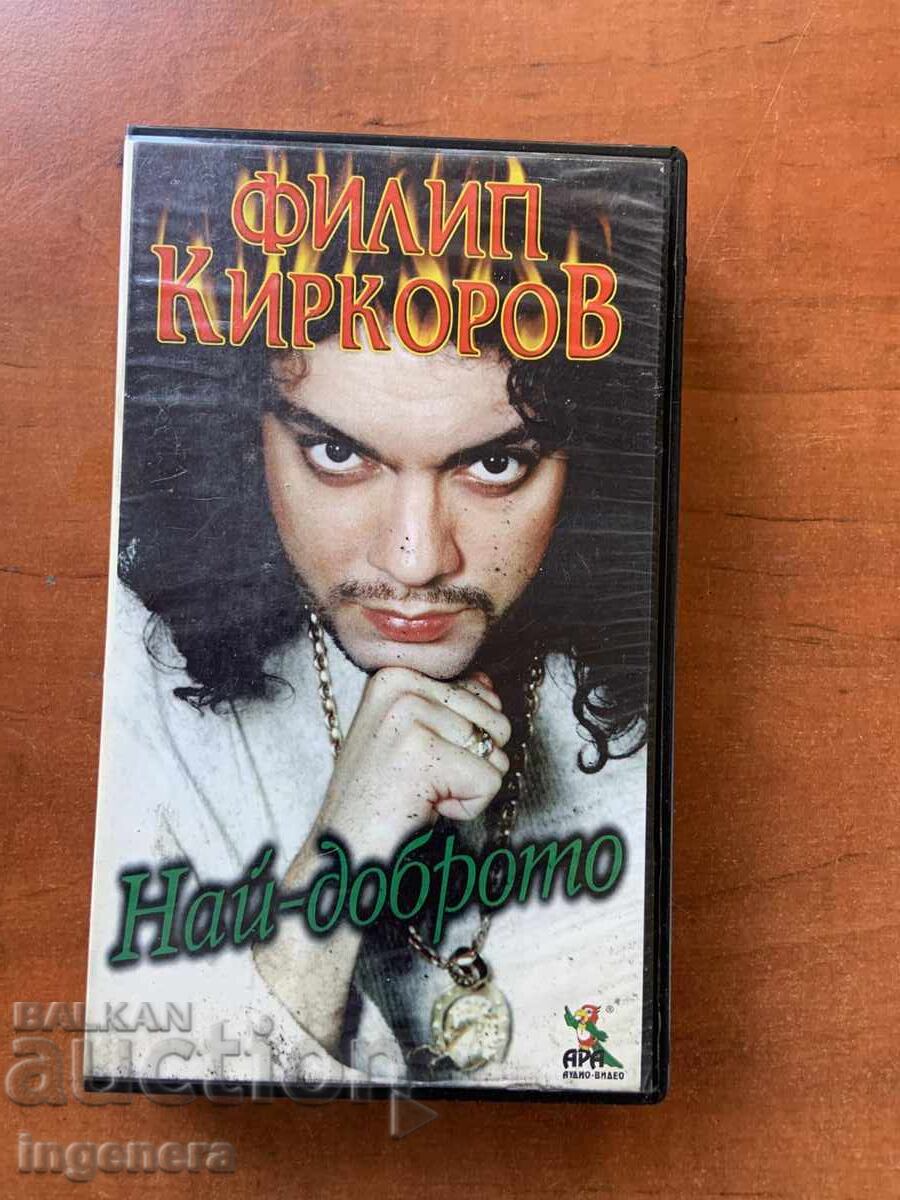 ФИЛИП
КИРКОРОВ
Най-доброто
®
АРА
АУДИО-ВИДЕО
BALKAN
auction
ingenera